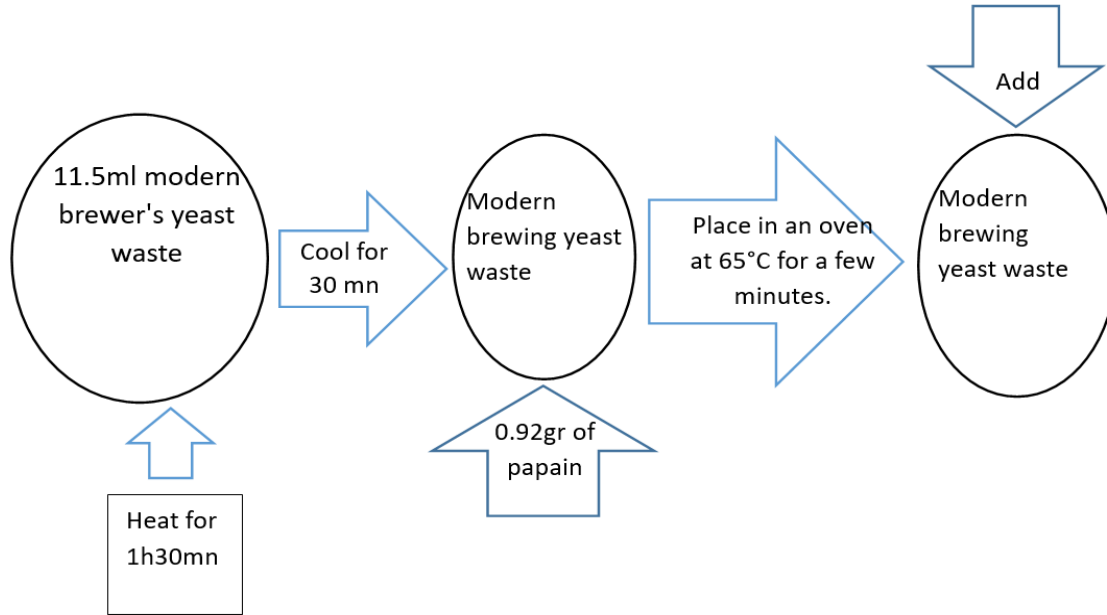 11.5ml modern
brewer's yeast
waste
Heat for
1h30mn
Cool for
30 mn
Modern
brewing yeast
waste
0.92gr of
papain
Place in an oven
at 65°C for a few
minutes.
Add
Modern
brewing
yeast waste